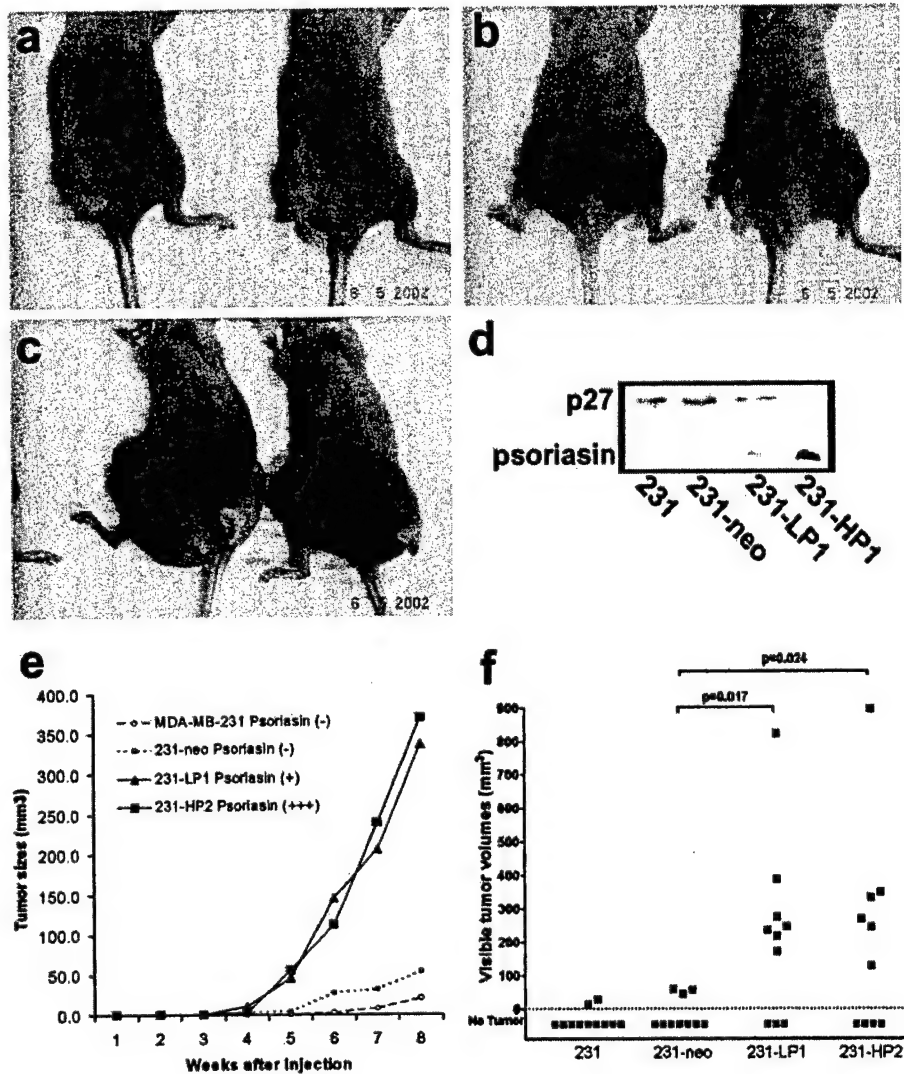 a
6 5 2002
b
6 5 2002
c
6 5 2002
d
p27
psoriasin
231
231-neo
231-LP1
231-HP1
e
400.0
350.0
300.0
250.0
200.0
150.0
100.0
50.0
0.0
Tumor sizes (mm3)
MDA-MB-231 Psoriasin (-)
231-neo Psoriasin (-)
231-LP1 Psoriasin (+)
231-HP2 Psoriasin (+++)
1 2 3 4 5 6 7 8
Weeks after Injection
f
p=0.024
p=0.017
Visible tumor volumes (mm³)
900
800
700
600
500
400
300
200
100
0
No Tumor
231 231-neo 231-LP1 231-HP2